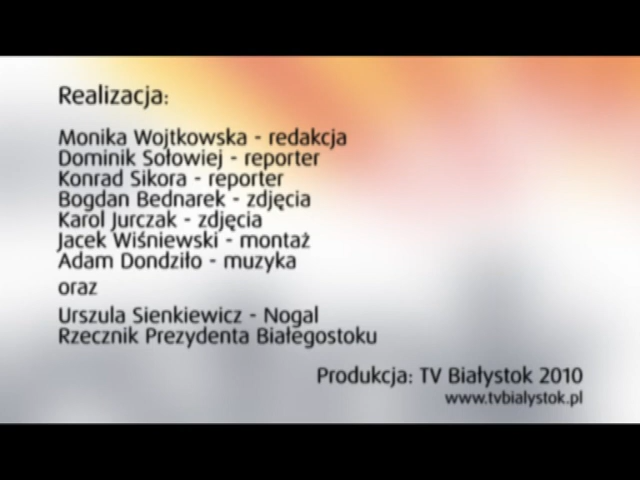 Realizacja:
Monika Wojtkowska - redakcja
Dominik Sołowiej - reporter
Konrad Sikora - reporter
Bogdan Bednarek - zdjęcia
Karol Jurczak - zdjęcia
Jacek Wiśniewski - montaż
Adam Dondziło - muzyka
oraz
Urszula Sienkiewicz - Nogal
Rzecznik Prezydenta Białegostoku
Produkcja: TV Białystok 2010
www.tvbialystok.pl